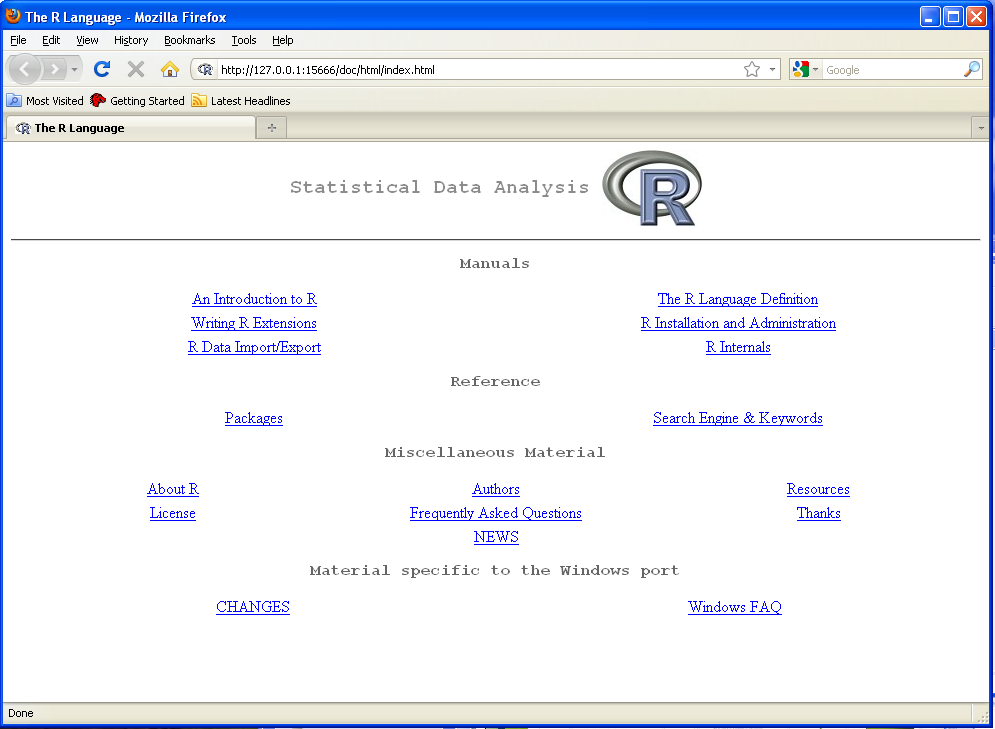 The R Language - Mozilla Firefox
File Edit View History Bookmarks Tools Help
http://127.0.0.1:15666/doc/html/index.html Google
Most Visited Getting Started Latest Headlines
The R Language
Statistical Data Analysis R
Manuals
An Introduction to R The R Language Definition
Writing R Extensions R Installation and Administration
R Data Import/Export R Internals
Reference
Packages Search Engine & Keywords
Miscellaneous Material
About R Authors Resources
License Frequently Asked Questions Thanks
NEWS
Material specific to the Windows port
CHANGES Windows FAQ
Done